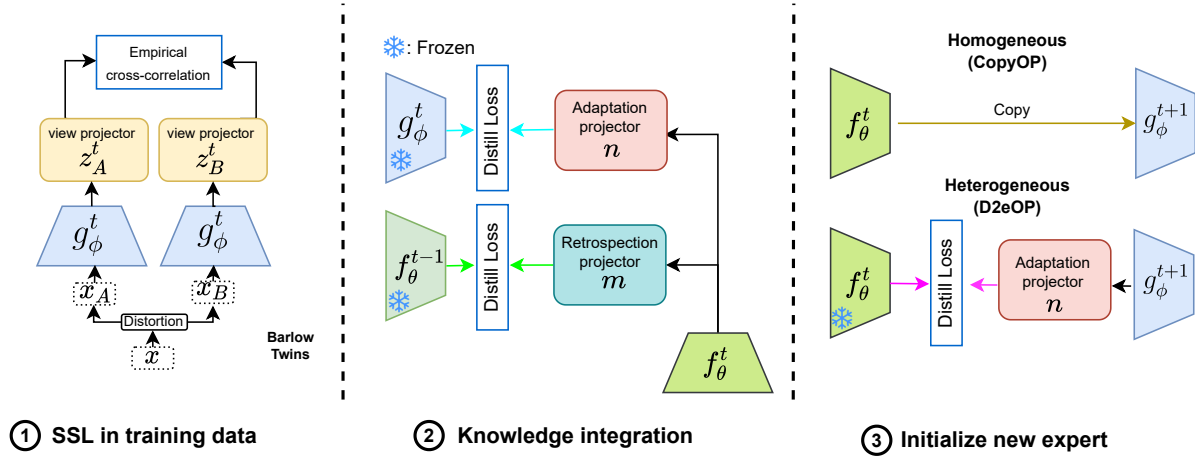 Empirical
cross-correlation
view projector
z_A^t
view projector
z_B^t
g_ϕ^t
g_ϕ^t
x_A
x_B
Distortion
x
Barlow
Twins
1 SSL in training data
: Frozen
g_ϕ^t
Distill Loss
Adaptation
projector
n
f_θ^{t-1}
Distill Loss
Retrospection
projector
m
f_θ^t
2 Knowledge integration
Homogeneous
(CopyOP)
f_θ^t
Copy
g_ϕ^{t+1}
Heterogeneous
(D2eOP)
f_θ^t
Distill Loss
Adaptation
projector
n
g_ϕ^{t+1}
3 Initialize new expert